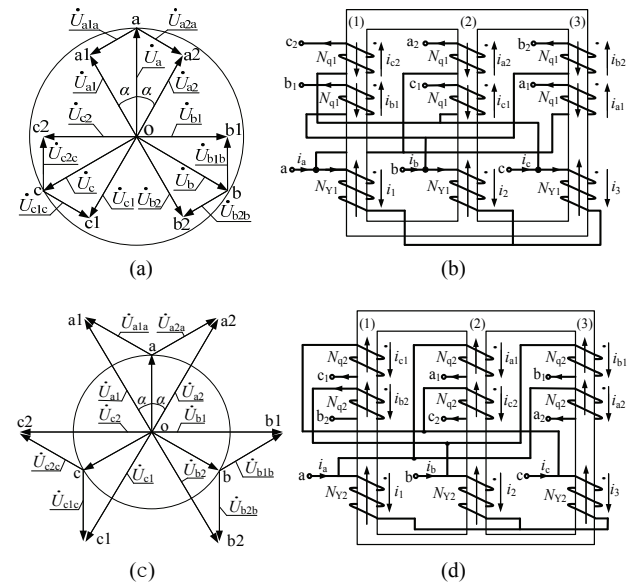 U̇a1a U̇a2a
a
a1 a2
U̇a
U̇a1 α α U̇a2
c2 U̇c2 o U̇b1 b1
U̇c2c U̇c U̇b U̇b1b
c b
U̇c1c U̇c1 U̇b2 U̇b2b
c1 b2
(a)
(1) (2) (3)
c2 a2 b2
Nq1 ic2 Nq1 ia2 Nq1 ib2
b1 c1 a1
Nq1 ib1 Nq1 ic1 Nq1 ia1
a ia b ib c ic
NY1 i1 NY1 i2 NY1 i3
(b)
a1 U̇a1a U̇a2a a2
a
U̇a1 α α U̇a2
c2 U̇c2 o U̇b1 b1
U̇c2c c U̇c1 U̇b2 b U̇b1b
U̇c1c U̇b2b
c1 b2
(c)
(1) (2) (3)
Nq2 ic1 Nq2 ia1 Nq2 ib1
c1 a1 b1
Nq2 ib2 Nq2 ic2 Nq2 ia2
b2 c2 a2
a ia b ib c ic
NY2 i1 NY2 i2 NY2 i3
(d)